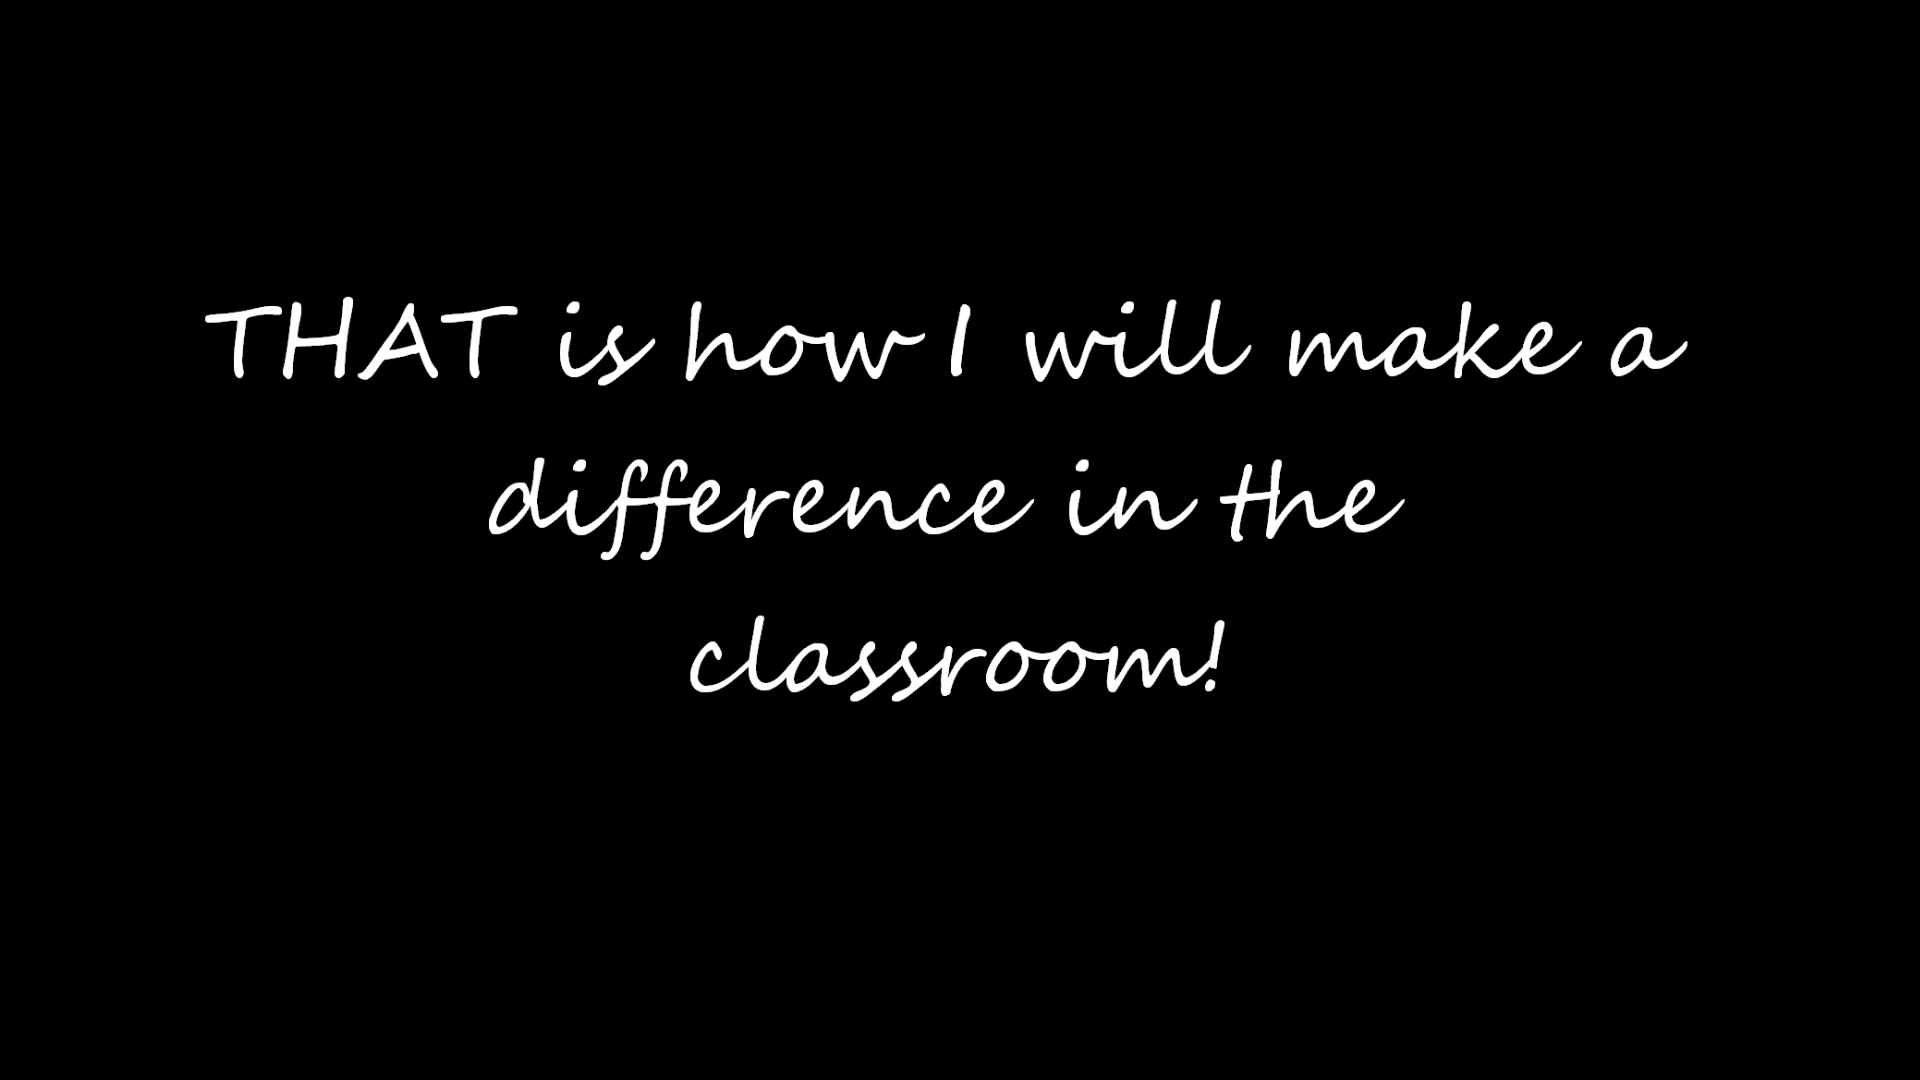 THAT is how I will make a
difference in the
classroom!